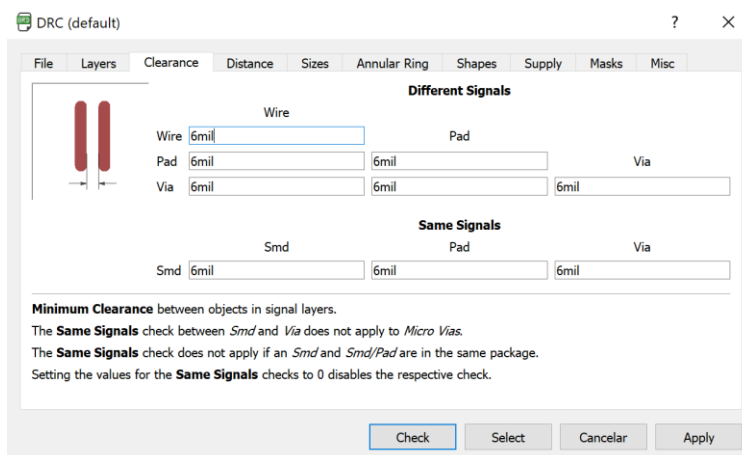 DRC (default)
? ×
File Layers Clearance Distance Sizes Annular Ring Shapes Supply Masks Misc
Different Signals
Wire
Wire 6mil Pad
Pad 6mil 6mil Via
Via 6mil 6mil 6mil
Same Signals
Smd Pad Via
Smd 6mil 6mil 6mil
Minimum Clearance between objects in signal layers.
The Same Signals check between Smd and Via does not apply to Micro Vias.
The Same Signals check does not apply if an Smd and Smd/Pad are in the same package.
Setting the values for the Same Signals checks to 0 disables the respective check.
Check Select Cancelar Apply